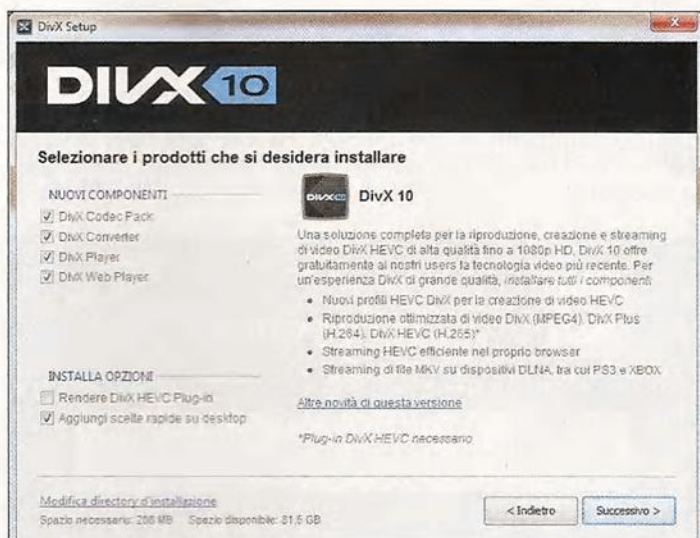 DivX Setup
DIVX 10
Selezionare i prodotti che si desidera installare
NUOVI COMPONENTI
DivX Codec Pack
DivX Converter
DivX Player
DivX Web Player
INSTALLA OPZIONI
Rendere DivX HEVC Plug-in
Aggiungi scelte rapide su desktop
DIVX
DivX 10
Una soluzione completa per la riproduzione, creazione e streaming
di video DivX HEVC di alta qualità fino a 1080p HD, DivX 10 offre
gratuitamente ai nostri users la tecnologia video più recente. Per
un'esperienza DivX di grande qualità, installare tutti i componenti:
• Nuovi profili HEVC DivX per la creazione di video HEVC
• Riproduzione ottimizzata di video DivX (MPEG4), DivX Plus
(H.264), DivX HEVC (H.265)*
• Streaming HEVC efficiente nel proprio browser
• Streaming di file MKV su dispositivi DLNA, tra cui PS3 e XBOX
Altre novità di questa versione
*Plug-in DivX HEVC necessario
Modifica directory d'installazione
Spazio necessario: 266 MB Spazio disponibile: 81.5 GB
< Indietro
Successivo >